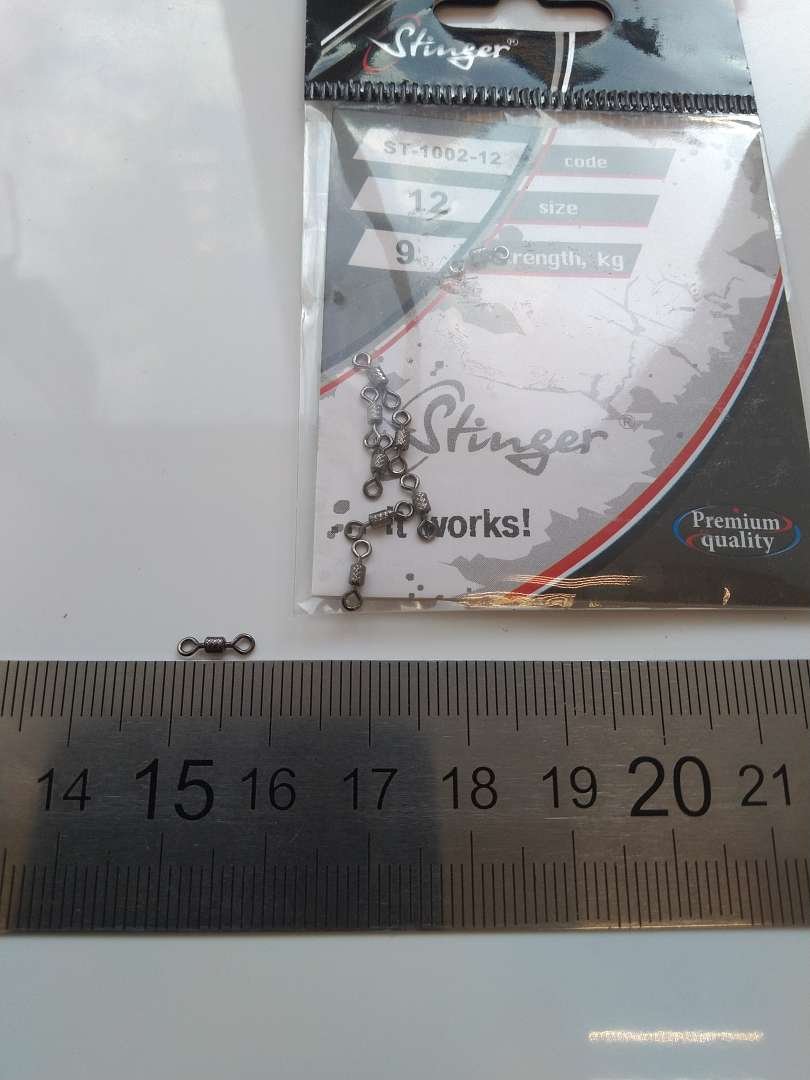 Stinger®
ST-1002-12 code
12 size
9 strength, kg
Stinger®
it works!
Premium
quality
14 15 16 17 18 19 20 21